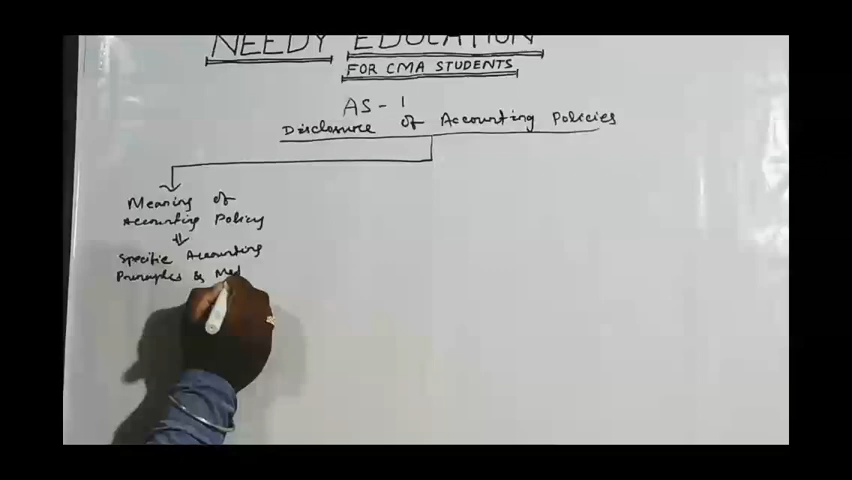 NEEDY EDUCATION
FOR CMA STUDENTS
AS - 1
Disclosure of Accounting Policies
Meaning of
Accounting Policy
Specific Accounting
Principles &